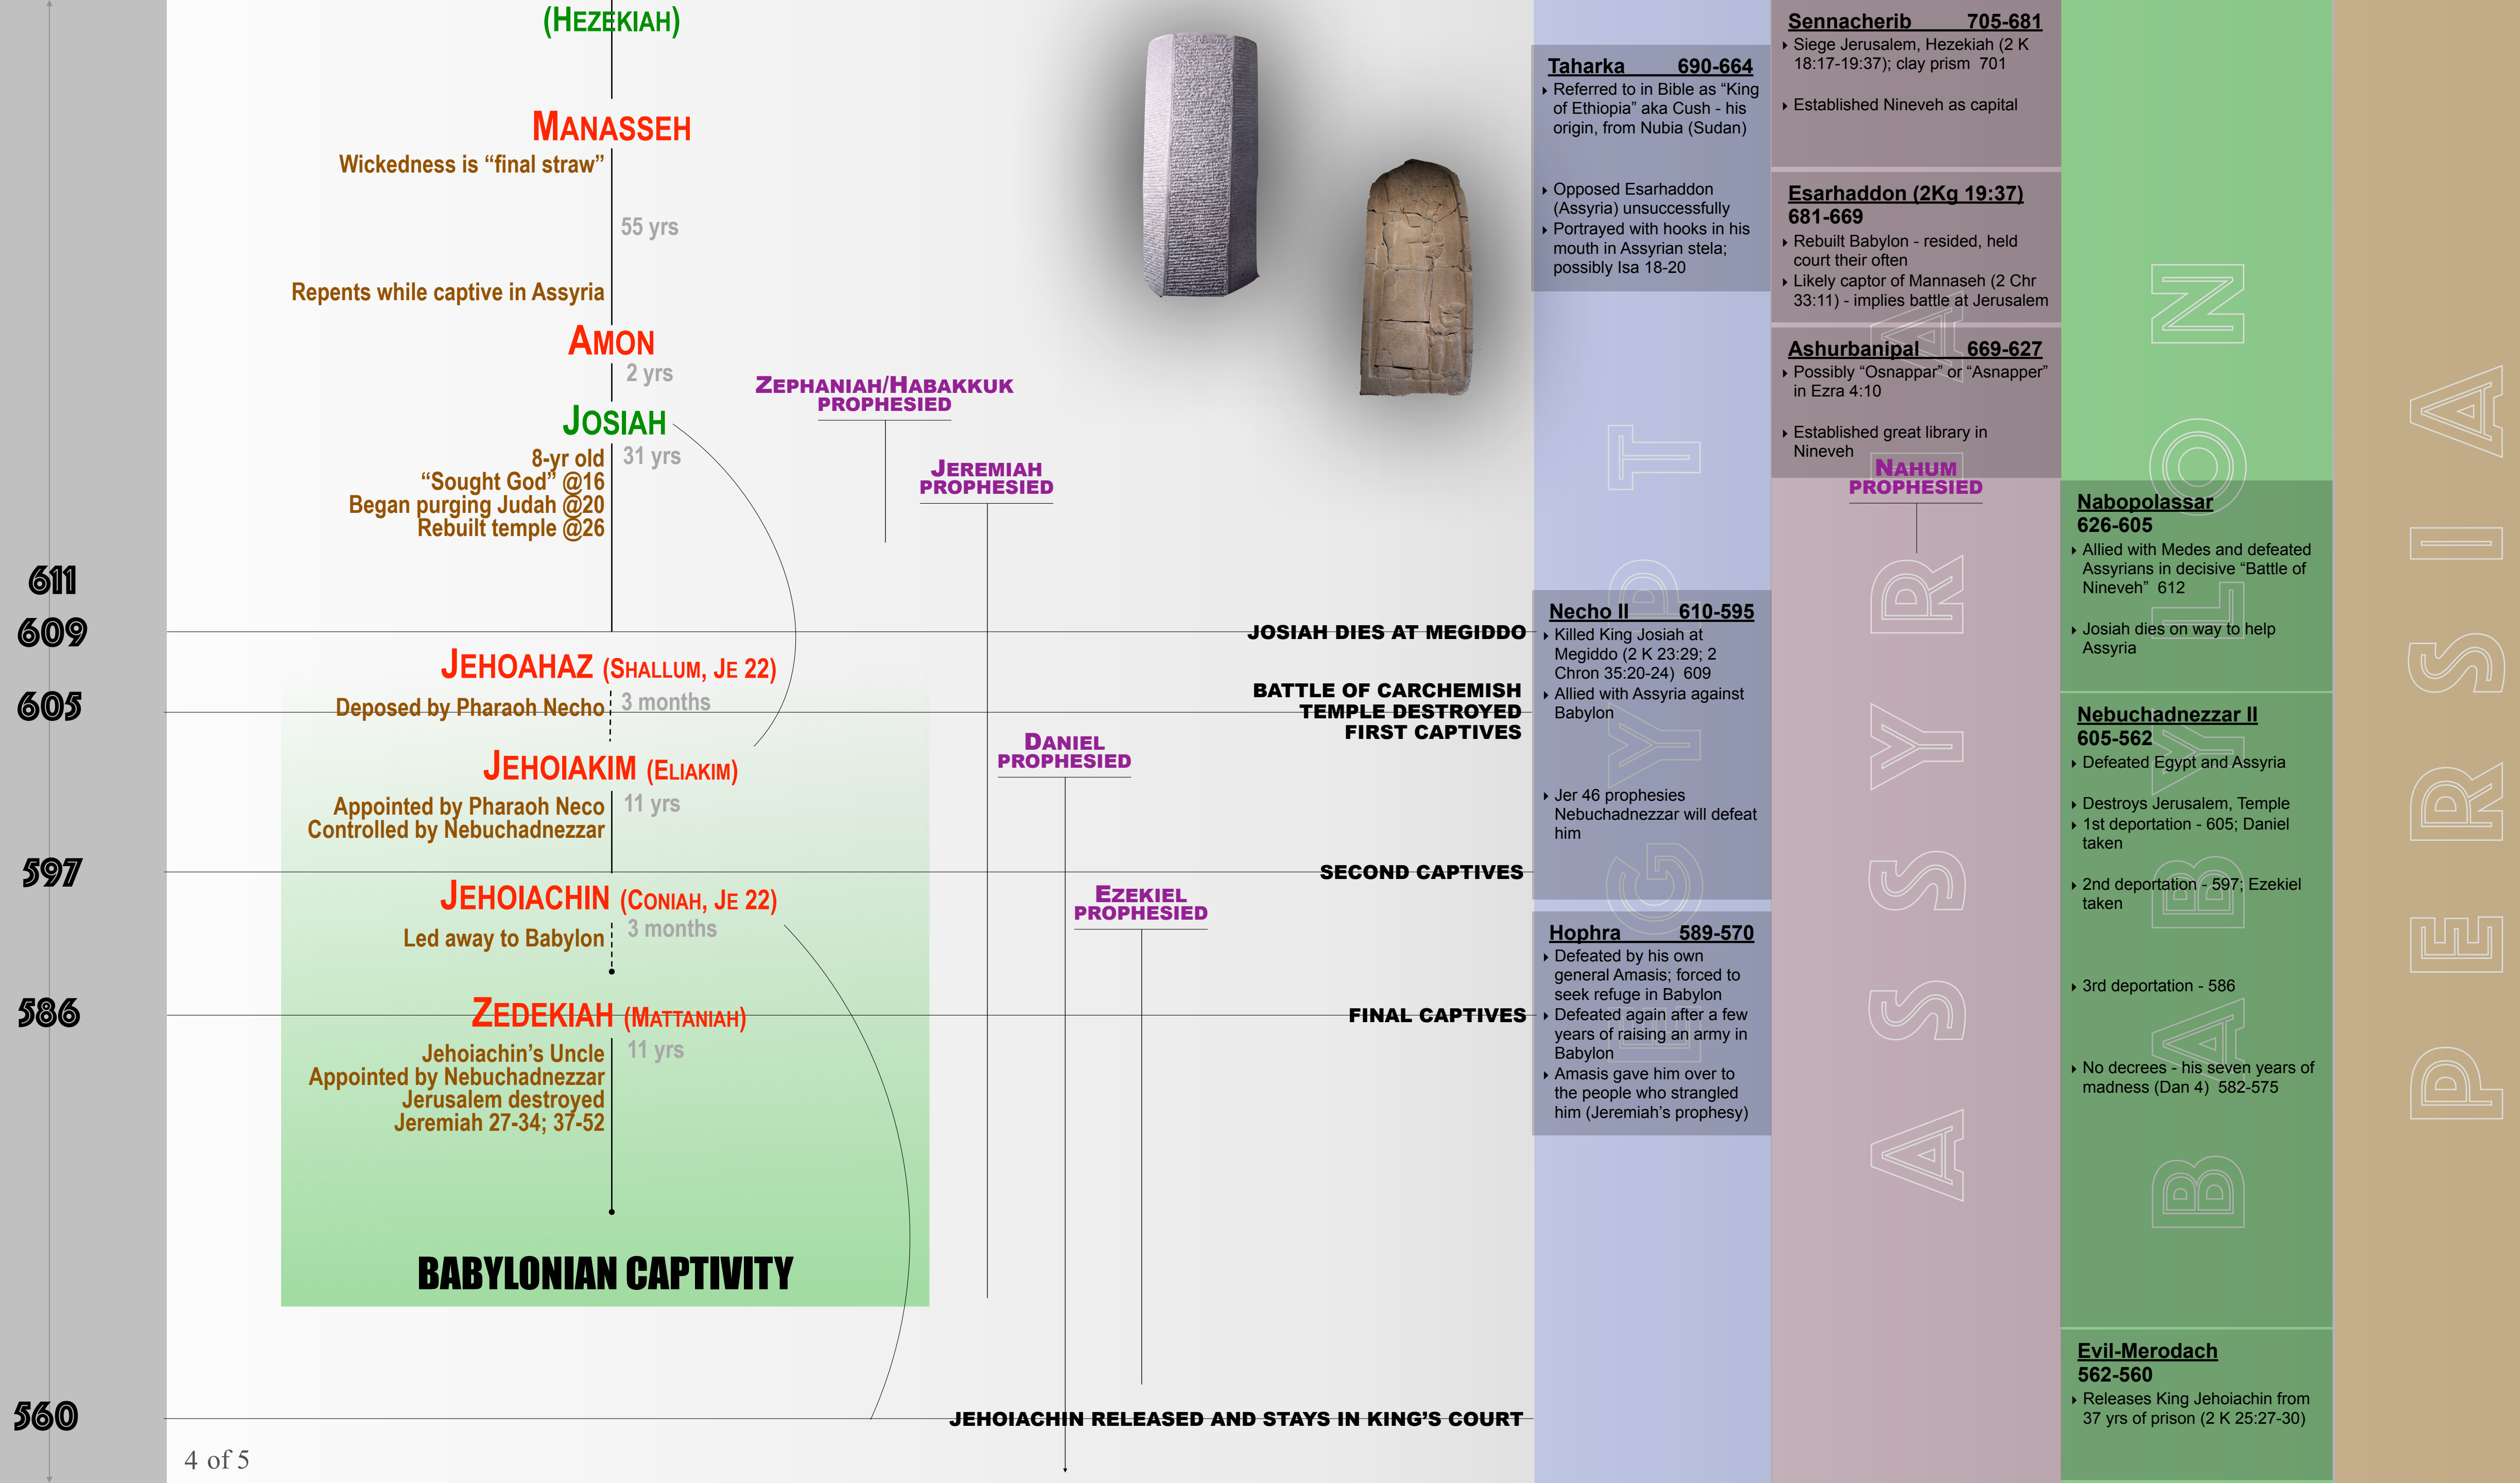 (HEZEKIAH)
MANASSEH
Wickedness is “final straw”
55 yrs
Repents while captive in Assyria
AMON
2 yrs
JOSIAH
8-yr old
31 yrs
“Sought God” @16
Began purging Judah @20
Rebuilt temple @26
ZEPHANIAH/HABAKKUK
PROPHESIED
JEREMIAH
PROPHESIED
611
609
JOSIAH DIES AT MEGIDDO
JEHOAHAZ (SHALLUM, JE 22)
3 months
Deposed by Pharaoh Necho
605
BATTLE OF CARCHEMISH
TEMPLE DESTROYED
FIRST CAPTIVES
DANIEL
PROPHESIED
JEHOIAKIM (ELIAKIM)
11 yrs
Appointed by Pharaoh Neco
Controlled by Nebuchadnezzar
597
SECOND CAPTIVES
JEHOIACHIN (CONIAH, JE 22)
3 months
Led away to Babylon
EZEKIEL
PROPHESIED
586
FINAL CAPTIVES
ZEDEKIAH (MATTANIAH)
11 yrs
Jehoiachin’s Uncle
Appointed by Nebuchadnezzar
Jerusalem destroyed
Jeremiah 27-34; 37-52
BABYLONIAN CAPTIVITY
560
JEHOIACHIN RELEASED AND STAYS IN KING’S COURT
4 of 5
EGYPT
Taharka 690-664
Referred to in Bible as “King
of Ethiopia” aka Cush - his
origin, from Nubia (Sudan)
Opposed Esarhaddon
(Assyria) unsuccessfully
Portrayed with hooks in his
mouth in Assyrian stela;
possibly Isa 18-20
Necho II 610-595
Killed King Josiah at
Megiddo (2 K 23:29; 2
Chron 35:20-24) 609
Allied with Assyria against
Babylon
Jer 46 prophesies
Nebuchadnezzar will defeat
him
Hophra 589-570
Defeated by his own
general Amasis; forced to
seek refuge in Babylon
Defeated again after a few
years of raising an army in
Babylon
Amasis gave him over to
the people who strangled
him (Jeremiah’s prophesy)
ASSYRIA
Sennacherib 705-681
Siege Jerusalem, Hezekiah (2 K
18:17-19:37); clay prism 701
Established Nineveh as capital
Esarhaddon (2Kg 19:37)
681-669
Rebuilt Babylon - resided, held
court their often
Likely captor of Mannaseh (2 Chr
33:11) - implies battle at Jerusalem
Ashurbanipal 669-627
Possibly “Osnappar” or “Asnapper”
in Ezra 4:10
Established great library in
Nineveh
NAHUM
PROPHESIED
BABYLON
Nabopolassar
626-605
Allied with Medes and defeated
Assyrians in decisive “Battle of
Nineveh” 612
Josiah dies on way to help
Assyria
Nebuchadnezzar II
605-562
Defeated Egypt and Assyria
Destroys Jerusalem, Temple
1st deportation - 605; Daniel
taken
2nd deportation - 597; Ezekiel
taken
3rd deportation - 586
No decrees - his seven years of
madness (Dan 4) 582-575
Evil-Merodach
562-560
Releases King Jehoiachin from
37 yrs of prison (2 K 25:27-30)
PERSIA